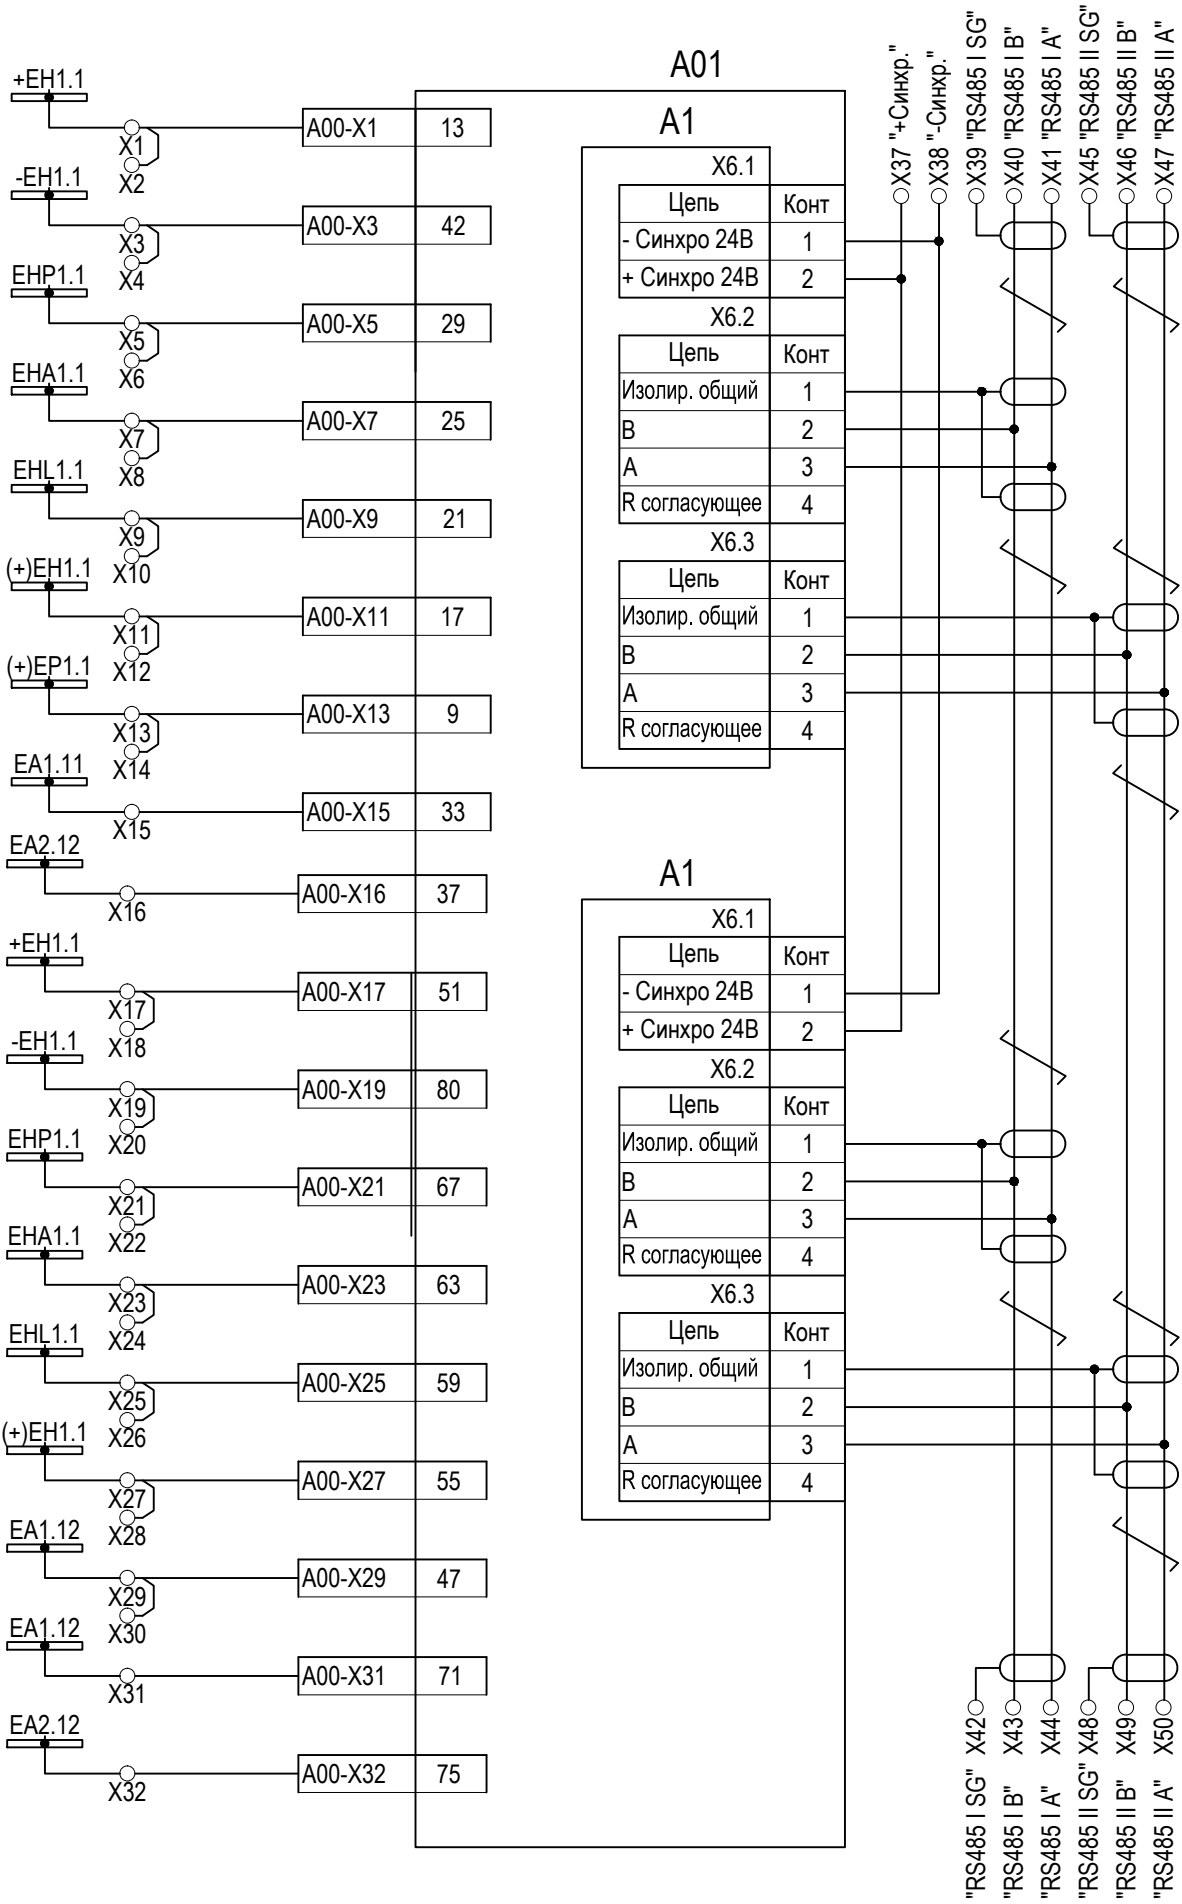 A01
+EH1.1
X1
X2
A00-X1 13
-EH1.1
X3
X4
A00-X3 42
EHP1.1
X5
X6
A00-X5 29
EHA1.1
X7
X8
A00-X7 25
EHL1.1
X9
X10
A00-X9 21
(+)EH1.1
X11
X12
A00-X11 17
(+)EP1.1
X13
X14
A00-X13 9
EA1.11
X15
A00-X15 33
EA2.12
X16
A00-X16 37
+EH1.1
X17
X18
A00-X17 51
-EH1.1
X19
X20
A00-X19 80
EHP1.1
X21
X22
A00-X21 67
EHA1.1
X23
X24
A00-X23 63
EHL1.1
X25
X26
A00-X25 59
(+)EH1.1
X27
X28
A00-X27 55
EA1.12
X29
X30
A00-X29 47
EA1.12
X31
A00-X31 71
EA2.12
X32
A00-X32 75
A1
X6.1
Цепь Конт
- Синхро 24В 1
+ Синхро 24В 2
X6.2
Цепь Конт
Изолир. общий 1
B 2
A 3
R согласующее 4
X6.3
Цепь Конт
Изолир. общий 1
B 2
A 3
R согласующее 4
A1
X6.1
Цепь Конт
- Синхро 24В 1
+ Синхро 24В 2
X6.2
Цепь Конт
Изолир. общий 1
B 2
A 3
R согласующее 4
X6.3
Цепь Конт
Изолир. общий 1
B 2
A 3
R согласующее 4
X37 "+Синхр."
X38 "-Синхр."
X39 "RS485 I SG"
X40 "RS485 I B"
X41 "RS485 I A"
X45 "RS485 II SG"
X46 "RS485 II B"
X47 "RS485 II A"
"RS485 I SG" X42
"RS485 I B" X43
"RS485 I A" X44
"RS485 II SG" X48
"RS485 II B" X49
"RS485 II A" X50